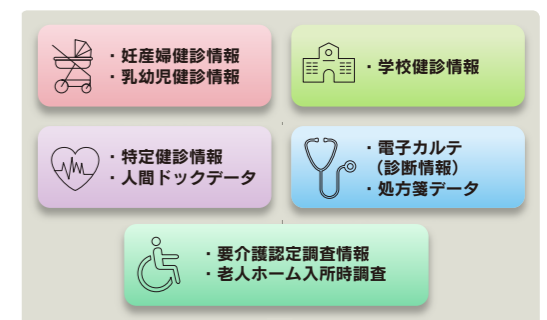 ・妊産婦健診情報
・乳幼児健診情報
・学校健診情報
・特定健診情報
・人間ドックデータ
・電子カルテ
（診断情報）
・処方箋データ
・要介護認定調査情報
・老人ホーム入所時調査